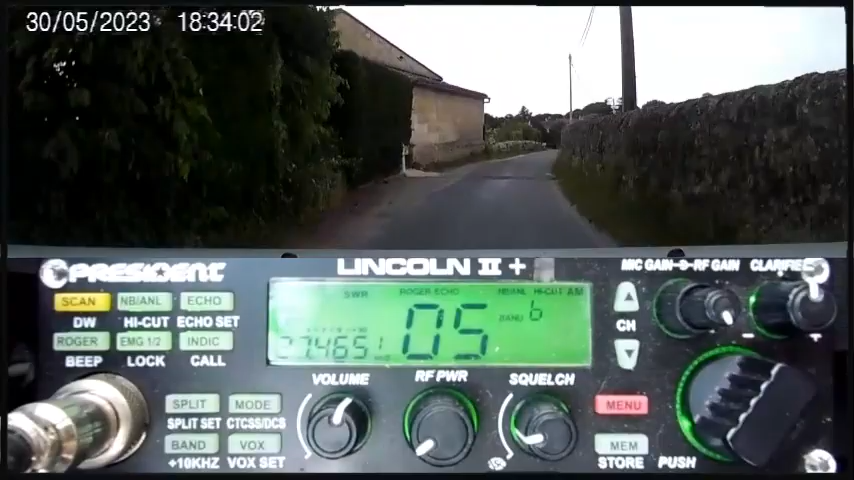 30/05/2023 18:34:02
PRESIDENT LINCOLN II +
MIC GAIN RF GAIN CLARIFIER
SCAN NB/ANL ECHO
DW HI-CUT ECHO SET
ROGER EMG 1/2 INDIC
BEEP LOCK CALL
SWR ROGER ECHO NB/ANL HI-CUT AM
05 BAND b
27.4651
CH
VOLUME RF PWR SQUELCH
SPLIT MODE
SPLIT SET CTCSS/DCS
BAND VOX
+10KHZ VOX SET
MENU
MEM
STORE PUSH
- +